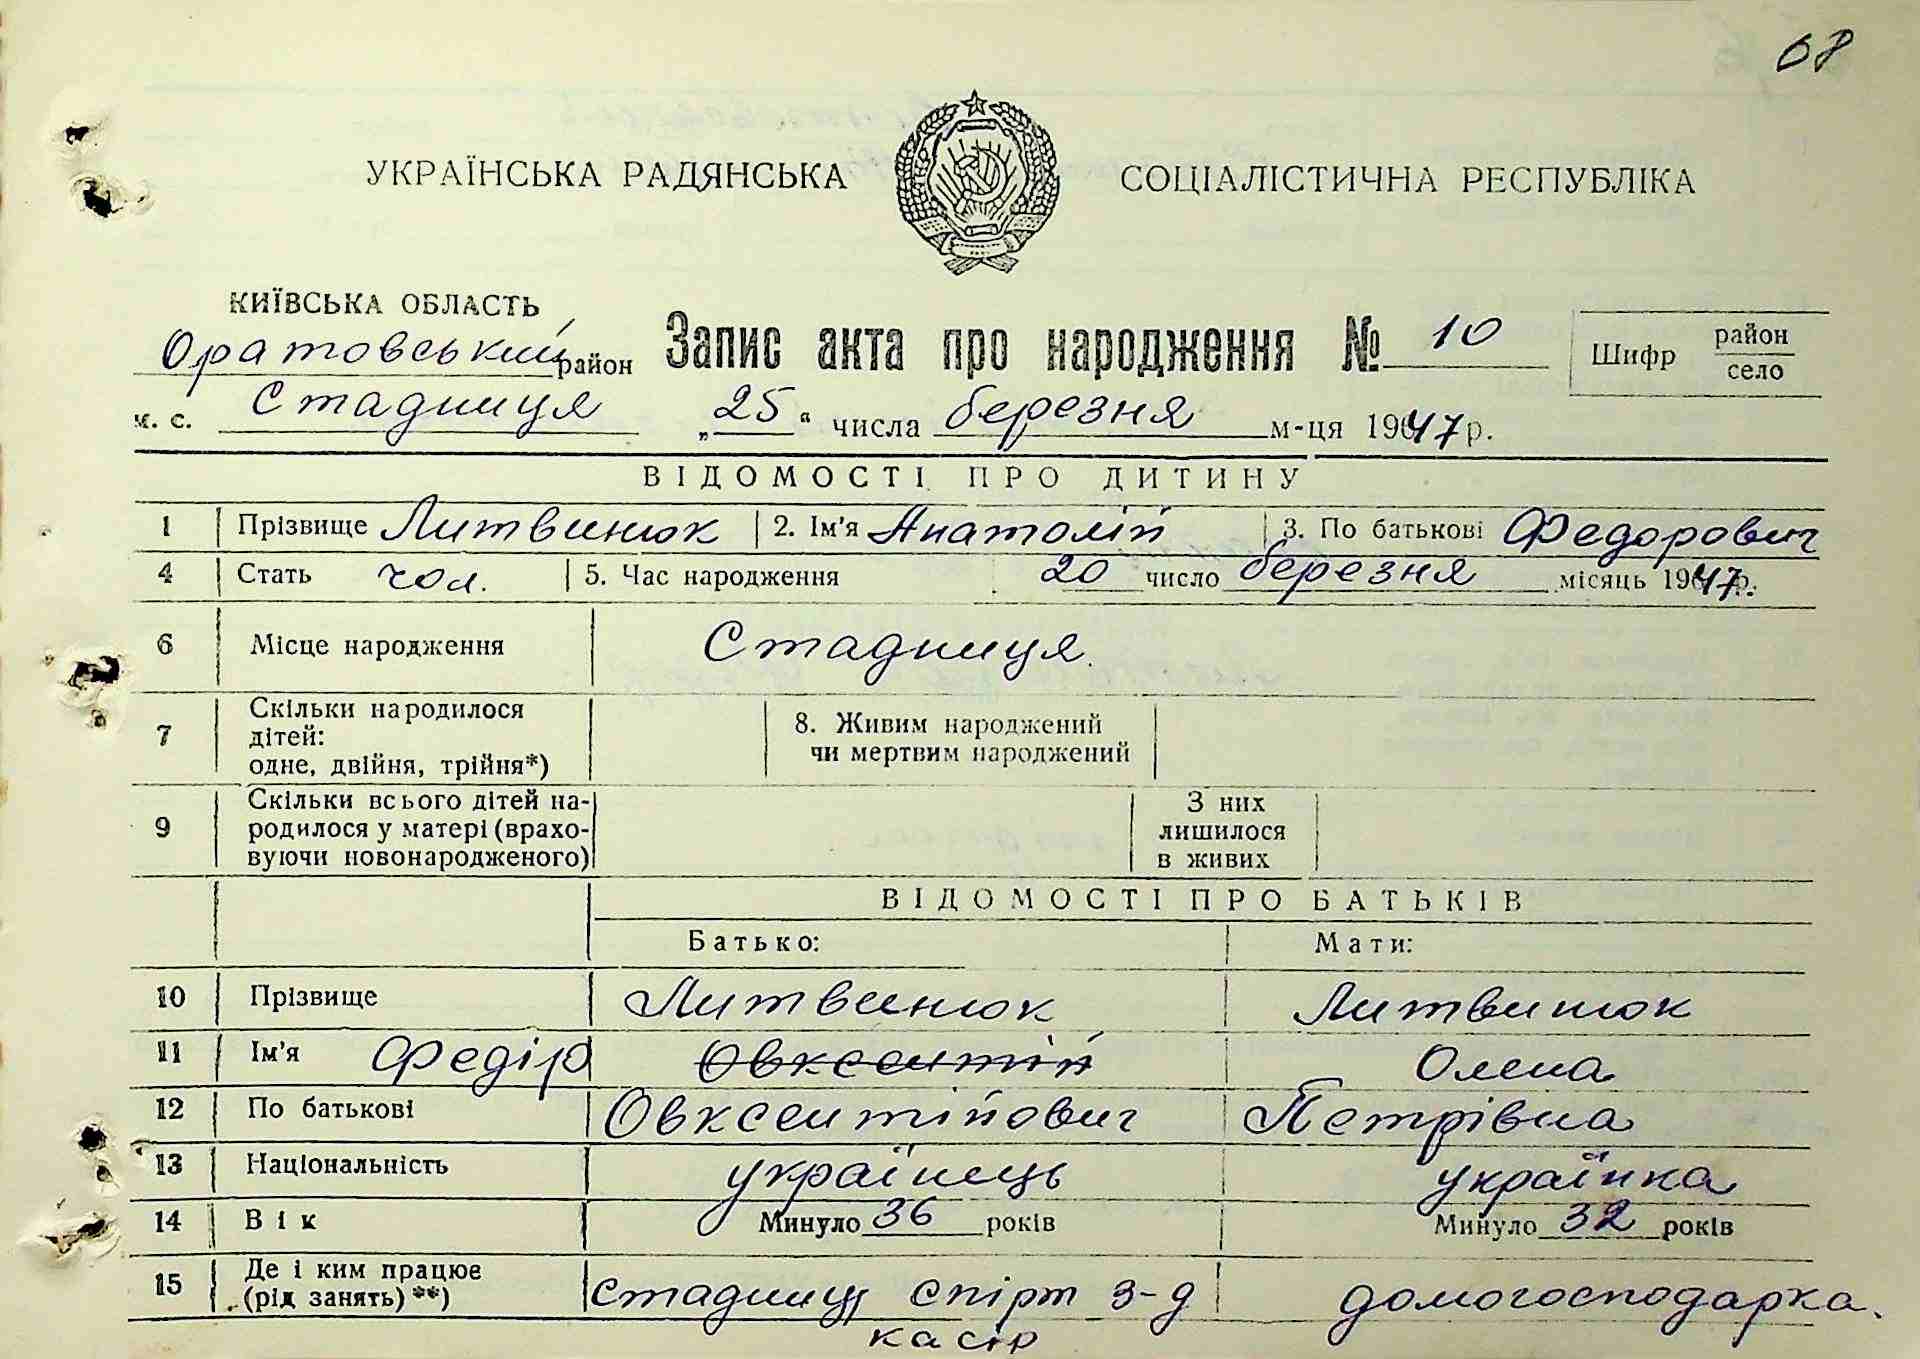 68
УКРАЇНСЬКА РАДЯНСЬКА СОЦІАЛІСТИЧНА РЕСПУБЛІКА
КИЇВСЬКА ОБЛАСТЬ
Оратовський район Запис акта про народження № 10 Шифр район село
м. с. Стадниця „25“ числа березня м-ця 1947 р.
ВІДОМОСТІ ПРО ДИТИНУ
1 Прізвище Литвинюк 2. Ім'я Анатолій 3. По батькові Федорович
4 Стать чол. 5. Час народження 20 число березня місяць 1947 р.
6 Місце народження Стадниця.
7 Скільки народилося дітей: одне, двійня, трійня*) 8. Живим народжений чи мертвим народжений
9 Скільки всього дітей народилося у матері (враховуючи новонародженого) З них лишилося в живих
ВІДОМОСТІ ПРО БАТЬКІВ
Батько: Мати:
10 Прізвище Литвинюк Литвинюк
11 Ім'я Федір Овксентій Олена
12 По батькові Овксентійович Петрівна
13 Національність українець українка
14 Вік Минуло 36 років Минуло 32 років
15 Де і ким працює (рід занять) **) Стадниц спірт з-д домогосподарка.
касір